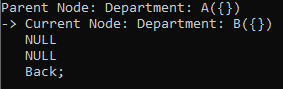 Parent Node: Department: A({})
-> Current Node: Department: B({})
NULL
NULL
Back;